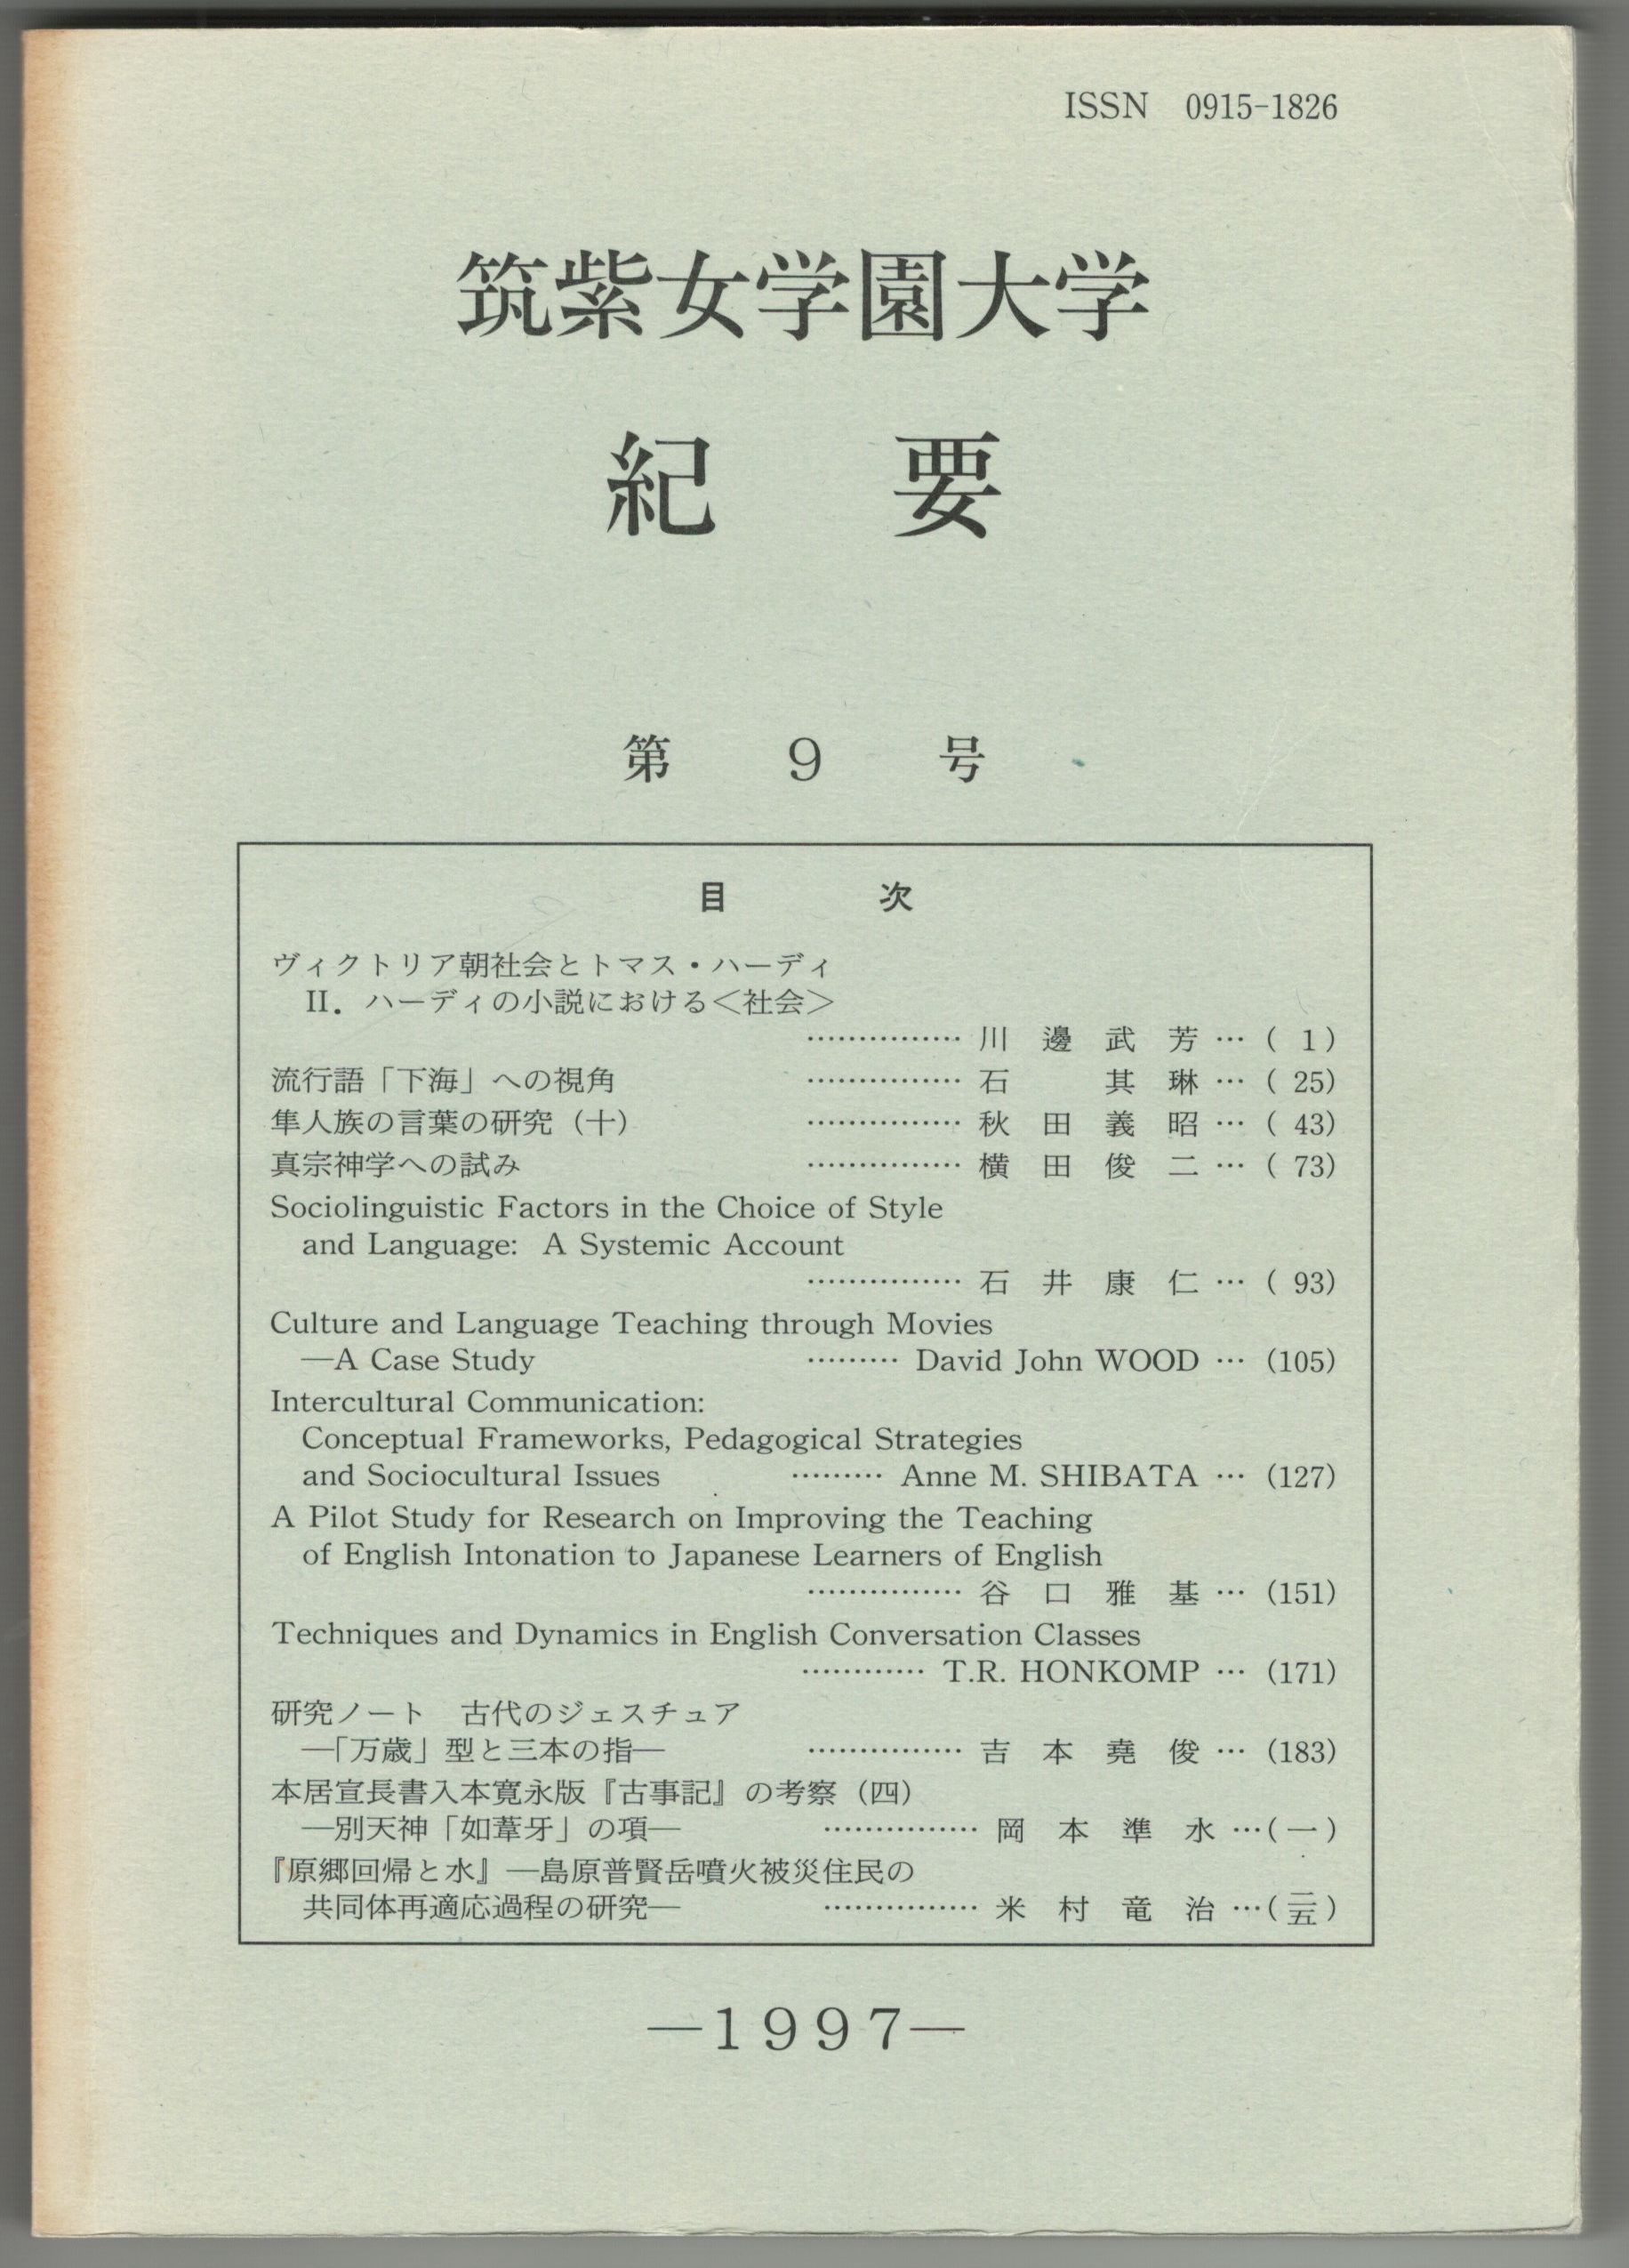 ISSN 0915-1826
筑紫女学園大学
紀要
第 9 号
目次
ヴィクトリア朝社会とトマス・ハーディ
II. ハーディの小説における＜社会＞
…………… 川邊武芳 … ( 1)
流行語「下海」への視角 …………… 石其琳 … ( 25)
隼人族の言葉の研究（十） …………… 秋田義昭 … ( 43)
真宗神学への試み …………… 横田俊二 … ( 73)
Sociolinguistic Factors in the Choice of Style
and Language: A Systemic Account
…………… 石井康仁 … ( 93)
Culture and Language Teaching through Movies
—A Case Study ……… David John WOOD … (105)
Intercultural Communication:
Conceptual Frameworks, Pedagogical Strategies
and Sociocultural Issues ……… Anne M. SHIBATA … (127)
A Pilot Study for Research on Improving the Teaching
of English Intonation to Japanese Learners of English
…………… 谷口雅基 … (151)
Techniques and Dynamics in English Conversation Classes
………… T.R. HONKOMP … (171)
研究ノート 古代のジェスチュア
—「万歳」型と三本の指— …………… 吉本堯俊 … (183)
本居宣長書入本寛永版『古事記』の考察（四）
—別天神「如葦牙」の項— …………… 岡本準水 …(一)
『原郷回帰と水』—島原普賢岳噴火被災住民の
共同体再適応過程の研究— …………… 米村竜治 …(二五)
—1997—